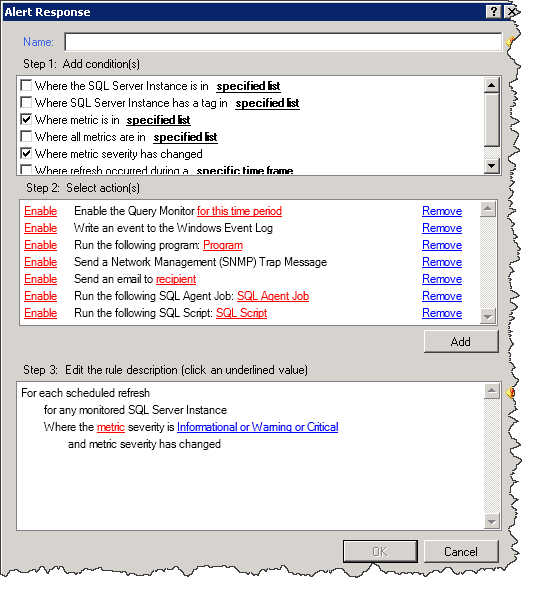 Alert Response
Name:
Step 1: Add condition(s)
Where the SQL Server Instance is in specified list
Where SQL Server Instance has a tag in specified list
Where metric is in specified list
Where all metrics are in specified list
Where metric severity has changed
Where refresh occurred during a specific time frame
Step 2: Select action(s)
Enable Enable the Query Monitor for this time period Remove
Enable Write an event to the Windows Event Log Remove
Enable Run the following program: Program Remove
Enable Send a Network Management (SNMP) Trap Message Remove
Enable Send an email to recipient Remove
Enable Run the following SQL Agent Job: SQL Agent Job Remove
Enable Run the following SQL Script: SQL Script Remove
Add
Step 3: Edit the rule description (click an underlined value)
For each scheduled refresh
for any monitored SQL Server Instance
Where the metric severity is Informational or Warning or Critical
and metric severity has changed
OK Cancel